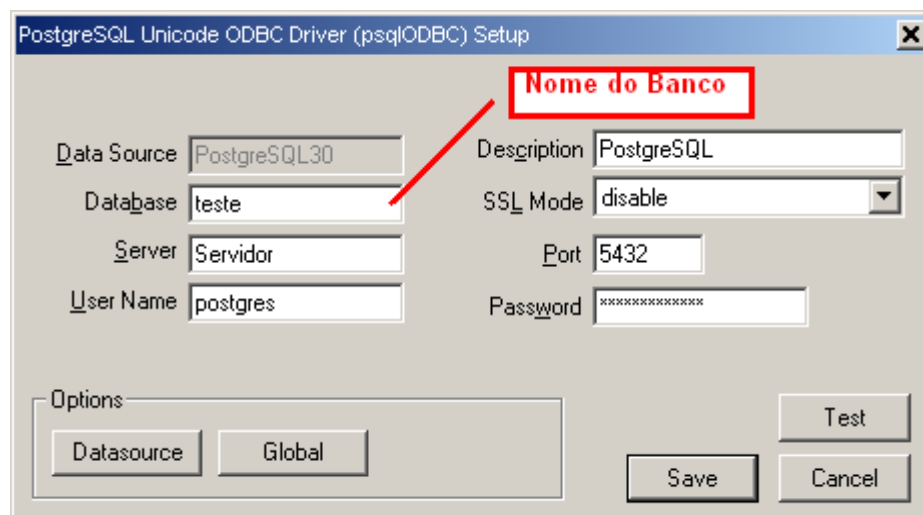 PostgreSQL Unicode ODBC Driver (psqlODBC) Setup
Nome do Banco
Data Source PostgreSQL30
Description PostgreSQL
Database teste
SSL Mode disable
Server Servidor
Port 5432
User Name postgres
Password *************
Options
Datasource Global
Test
Save Cancel